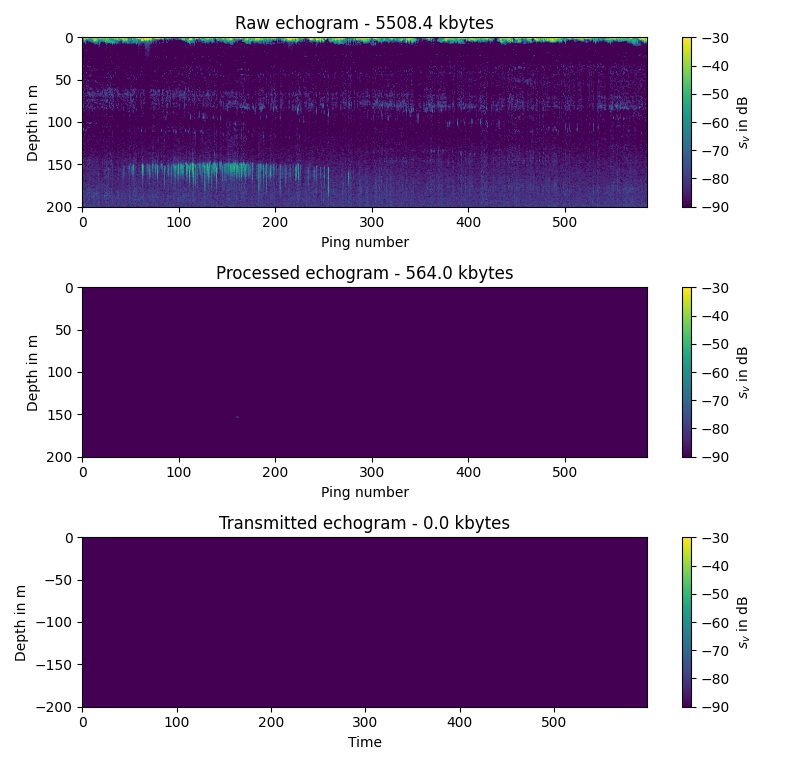 Raw echogram - 5508.4 kbytes
0
50
100
150
200
Depth in m
0 100 200 300 400 500
Ping number
−30
−40
−50
−60
−70
−80
−90
sv in dB
Processed echogram - 564.0 kbytes
0
50
100
150
200
Depth in m
0 100 200 300 400 500
Ping number
−30
−40
−50
−60
−70
−80
−90
sv in dB
Transmitted echogram - 0.0 kbytes
0
−50
−100
−150
−200
Depth in m
0 100 200 300 400 500
Time
−30
−40
−50
−60
−70
−80
−90
sv in dB